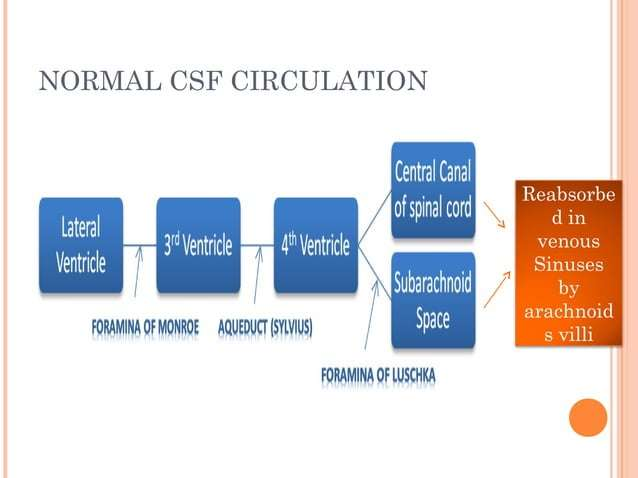 NORMAL CSF CIRCULATION
Lateral
Ventricle
3rd Ventricle
4th Ventricle
Central Canal
of spinal cord
Subarachnoid
Space
FORAMINA OF MONROE
AQUEDUCT (SYLVIUS)
FORAMINA OF LUSCHKA
Reabsorbe
d in
venous
Sinuses
by
arachnoid
s villi